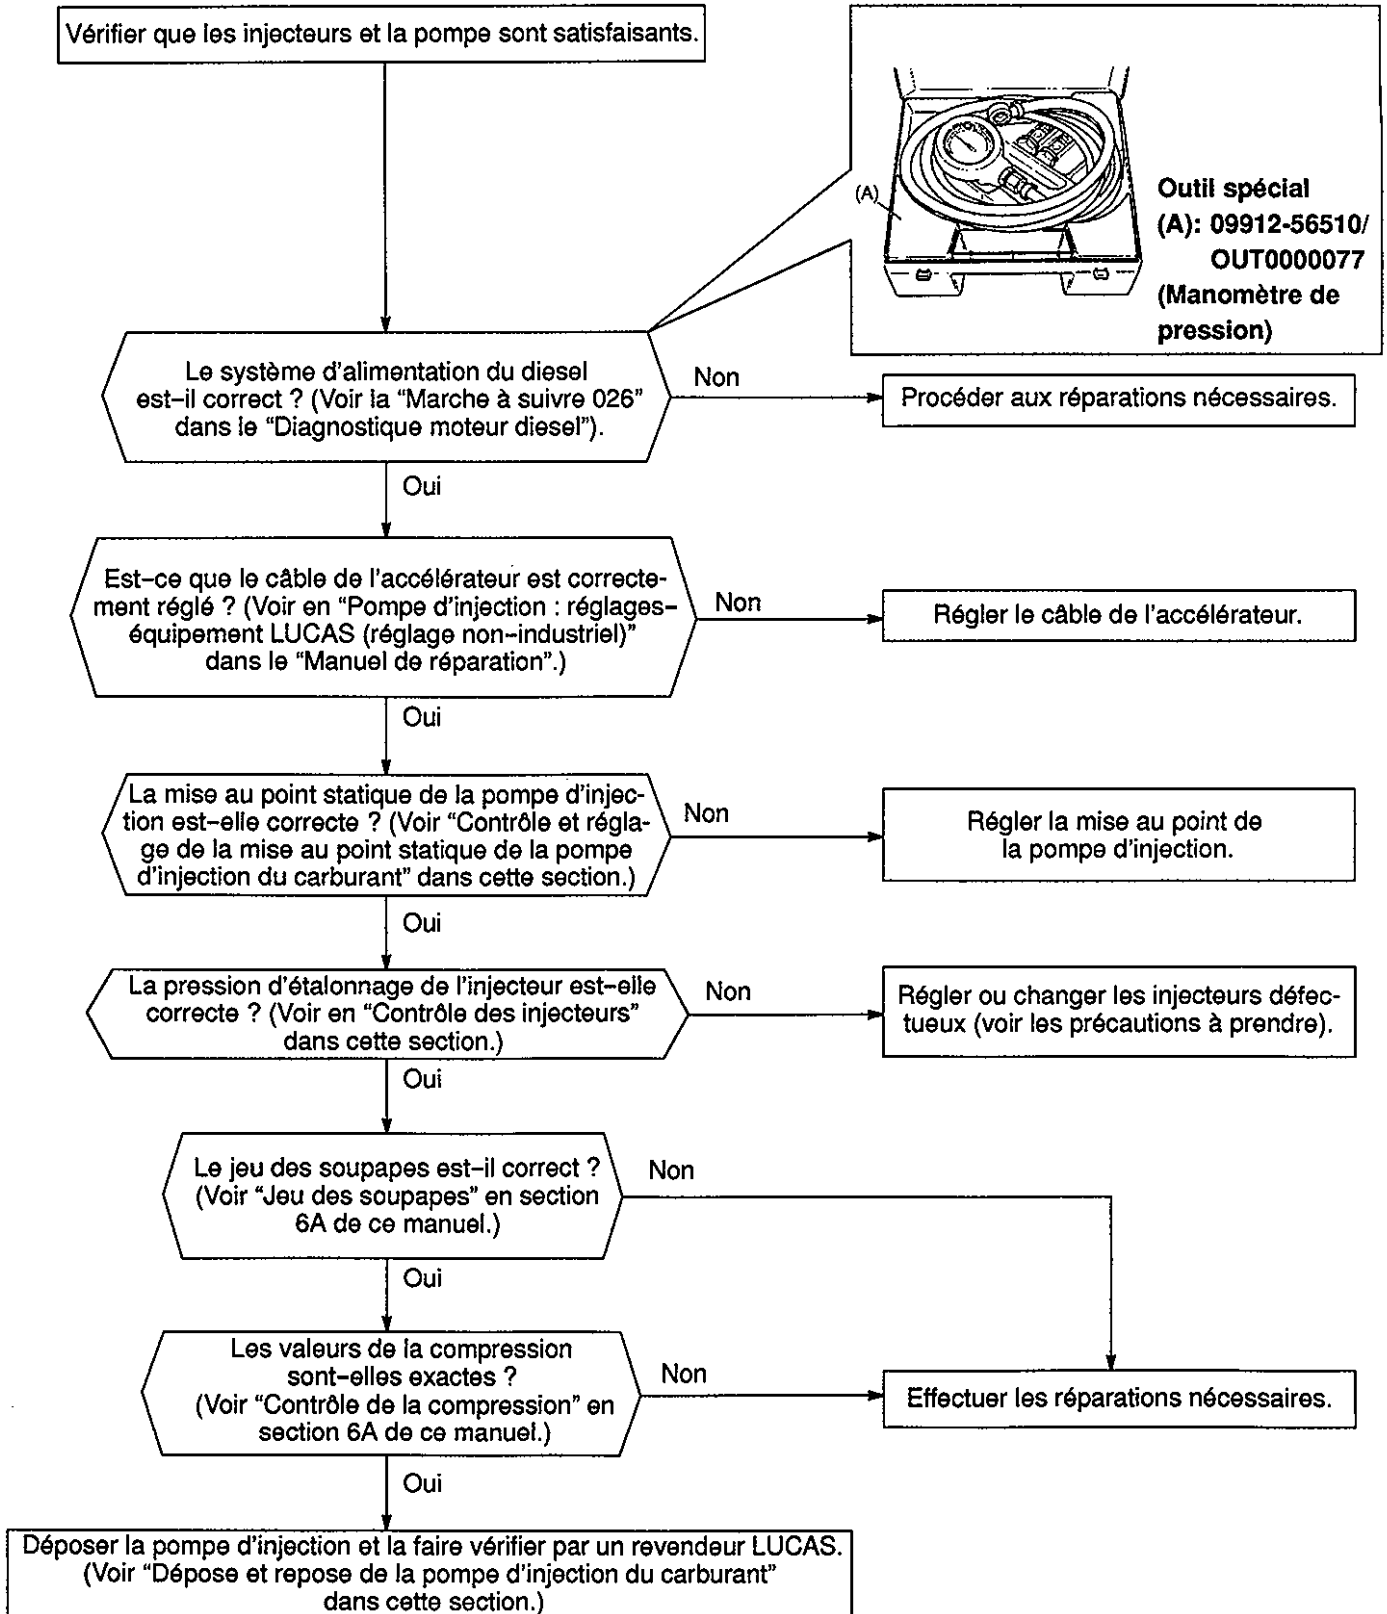 Vérifier que les injecteurs et la pompe sont satisfaisants.
(A)
Outil spécial
(A): 09912-56510/
OUT0000077
(Manomètre de
pression)
Le système d'alimentation du diesel
est-il correct ? (Voir la “Marche à suivre 026”
dans le “Diagnostique moteur diesel”).
Non
Procéder aux réparations nécessaires.
Oui
Est-ce que le câble de l'accélérateur est correcte-
ment réglé ? (Voir en “Pompe d'injection : réglages-
équipement LUCAS (réglage non-industriel)”
dans le “Manuel de réparation”.)
Non
Régler le câble de l'accélérateur.
Oui
La mise au point statique de la pompe d'injec-
tion est-elle correcte ? (Voir “Contrôle et régla-
ge de la mise au point statique de la pompe
d'injection du carburant” dans cette section.)
Non
Régler la mise au point de
la pompe d'injection.
Oui
La pression d'étalonnage de l'injecteur est-elle
correcte ? (Voir en “Contrôle des injecteurs”
dans cette section.)
Non
Régler ou changer les injecteurs défec-
tueux (voir les précautions à prendre).
Oui
Le jeu des soupapes est-il correct ?
(Voir “Jeu des soupapes” en section
6A de ce manuel.)
Non
Oui
Les valeurs de la compression
sont-elles exactes ?
(Voir “Contrôle de la compression” en
section 6A de ce manuel.)
Non
Effectuer les réparations nécessaires.
Oui
Déposer la pompe d'injection et la faire vérifier par un revendeur LUCAS.
(Voir “Dépose et repose de la pompe d'injection du carburant”
dans cette section.)